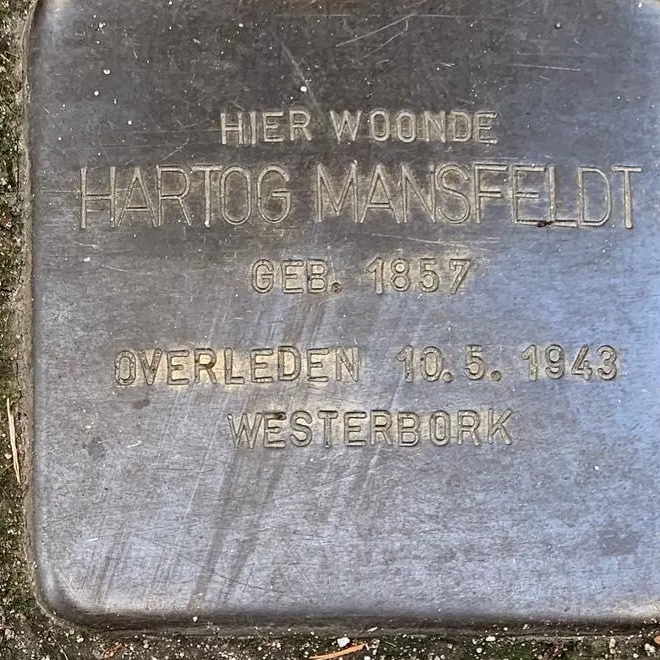 HIER WOONDE
HARTOG MANSFELDT
GEB. 1857
OVERLEDEN 10.5.1943
WESTERBORK